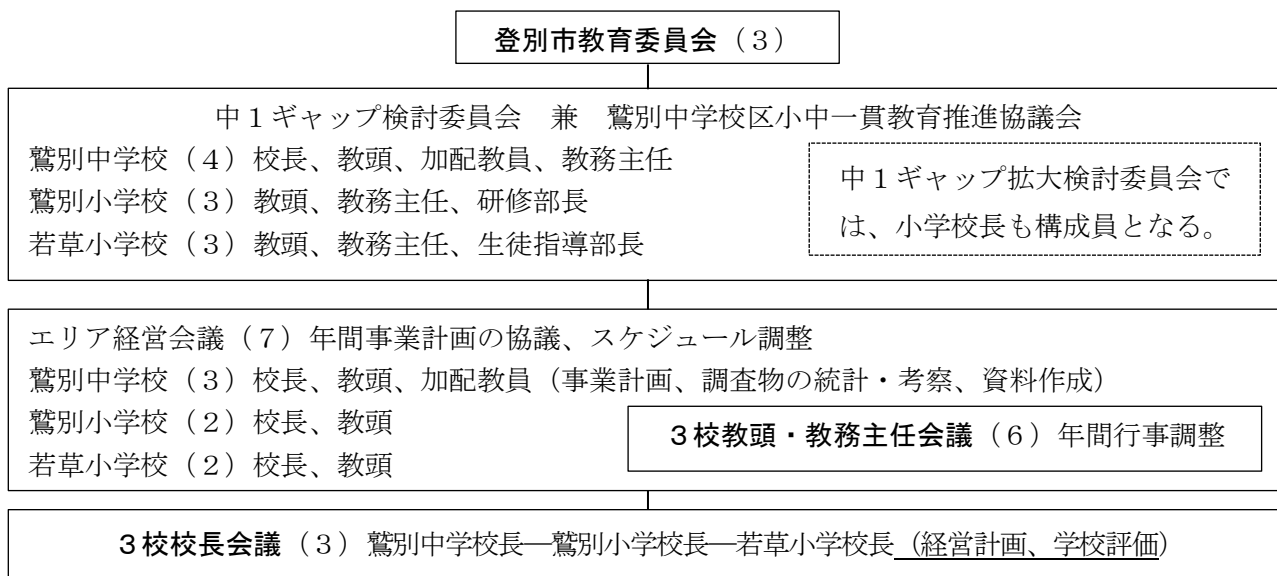 登別市教育委員会（３）
中１ギャップ検討委員会　兼　鷲別中学校区小中一貫教育推進協議会
鷲別中学校（４）校長、教頭、加配教員、教務主任
鷲別小学校（３）教頭、教務主任、研修部長
若草小学校（３）教頭、教務主任、生徒指導部長
中１ギャップ拡大検討委員会で
は、小学校長も構成員となる。
エリア経営会議（７）年間事業計画の協議、スケジュール調整
鷲別中学校（３）校長、教頭、加配教員（事業計画、調査物の統計・考察、資料作成）
鷲別小学校（２）校長、教頭
若草小学校（２）校長、教頭
３校教頭・教務主任会議（６）年間行事調整
３校校長会議（３）鷲別中学校長―鷲別小学校長―若草小学校長（経営計画、学校評価）